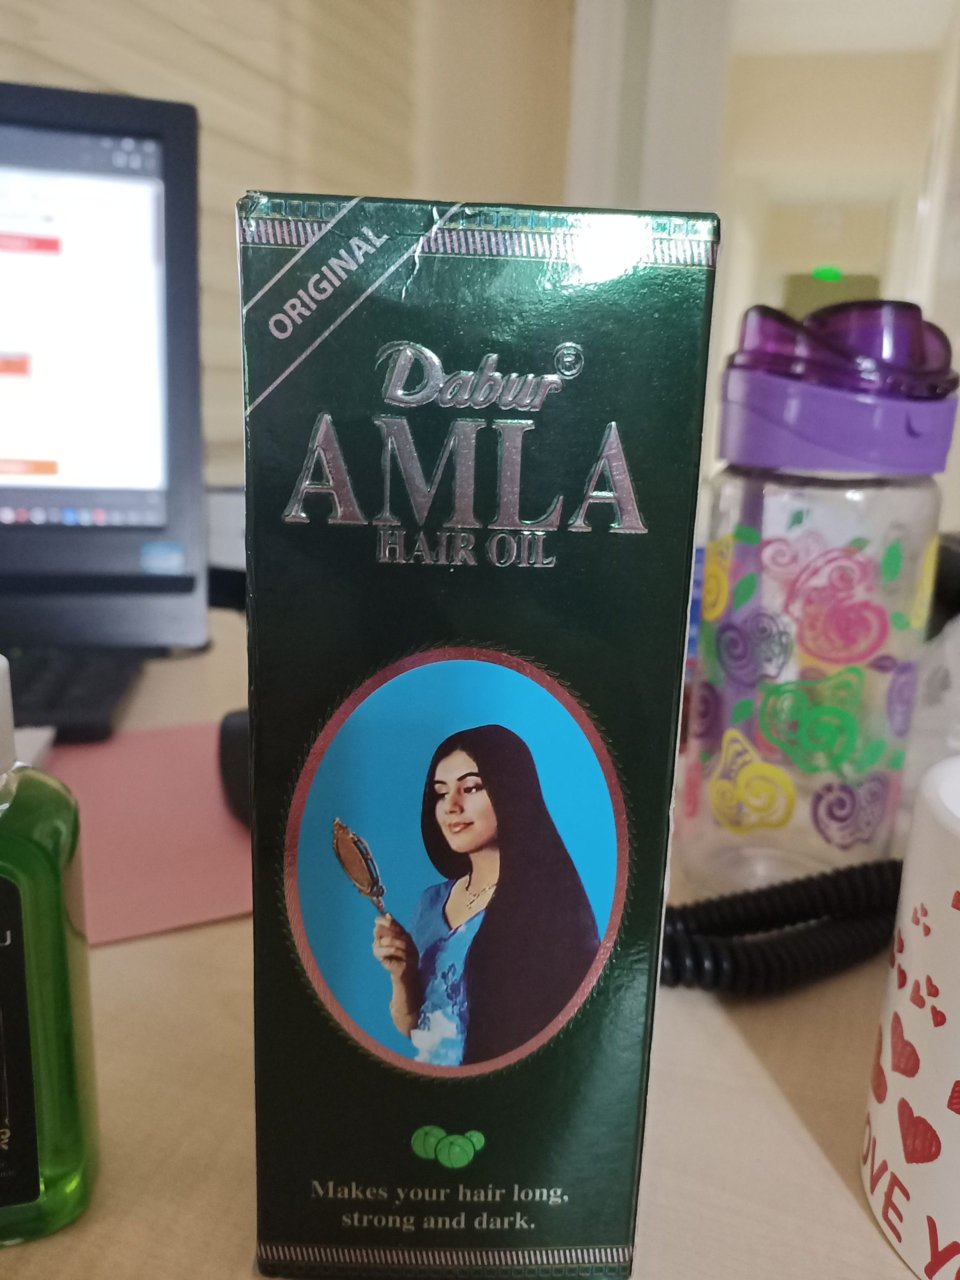 ORIGINAL
Dabur®
AMLA
HAIR OIL
Makes your hair long,
strong and dark.